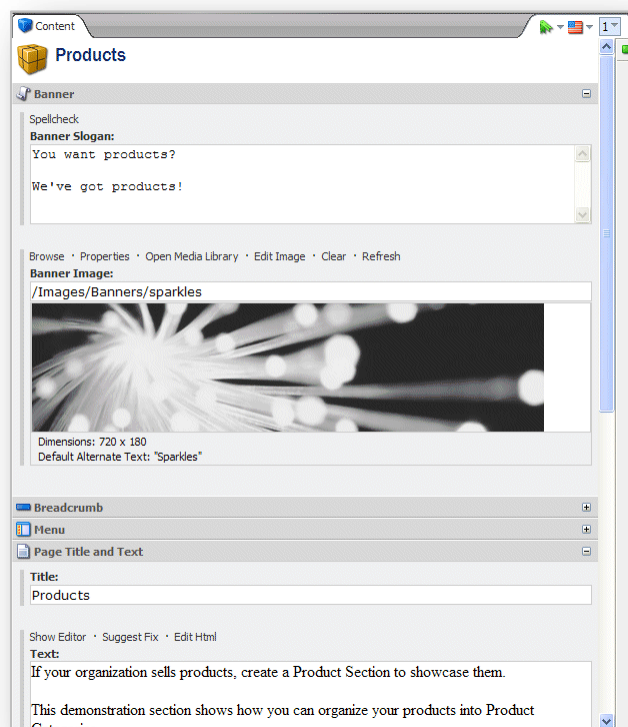 Content
1
Products
Banner
Spellcheck
Banner Slogan:
You want products?
We've got products!
Browse · Properties · Open Media Library · Edit Image · Clear · Refresh
Banner Image:
/Images/Banners/sparkles
Dimensions: 720 x 180
Default Alternate Text: "Sparkles"
Breadcrumb
Menu
Page Title and Text
Title:
Products
Show Editor · Suggest Fix · Edit Html
Text:
If your organization sells products, create a Product Section to showcase them.
This demonstration section shows how you can organize your products into Product